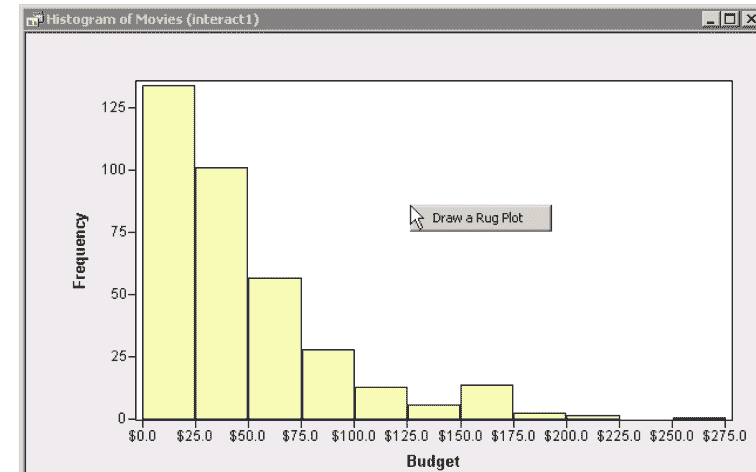 Histogram of Movies (interact1)
125
100
75
50
25
0
Frequency
Draw a Rug Plot
$0.0 $25.0 $50.0 $75.0 $100.0 $125.0 $150.0 $175.0 $200.0 $225.0 $250.0 $275.0
Budget